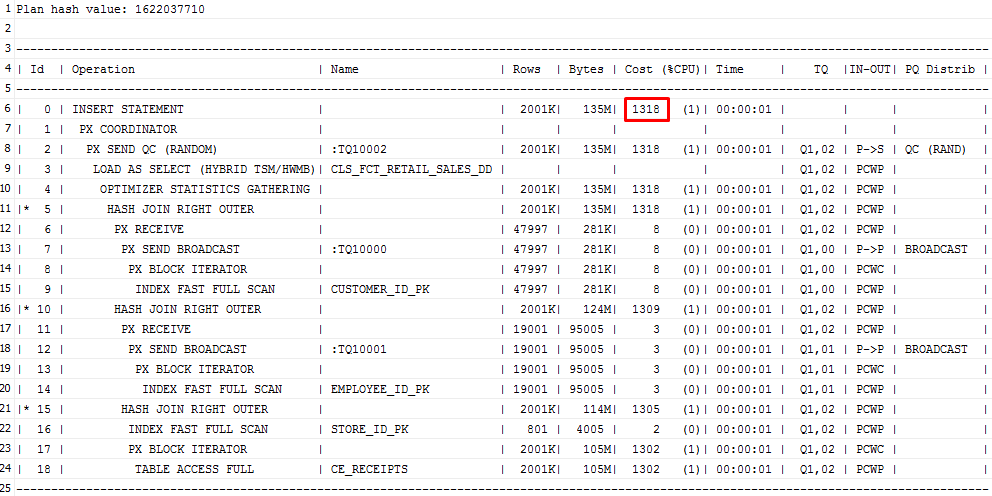 1 Plan hash value: 1622037710
2
3 --------------------------------------------------------------------------------------------------------------------------------------------
4 | Id  | Operation                          | Name                   | Rows  | Bytes | Cost (%CPU)| Time     |    TQ  |IN-OUT| PQ Distrib |
5 --------------------------------------------------------------------------------------------------------------------------------------------
6 |   0 | INSERT STATEMENT                   |                        |  2001K|   135M|  1318   (1)| 00:00:01 |        |      |            |
7 |   1 |  PX COORDINATOR                    |                        |       |       |            |          |        |      |            |
8 |   2 |   PX SEND QC (RANDOM)              | :TQ10002               |  2001K|   135M|  1318   (1)| 00:00:01 |  Q1,02 | P->S | QC (RAND)  |
9 |   3 |    LOAD AS SELECT (HYBRID TSM/HWMB)| CLS_FCT_RETAIL_SALES_DD |       |       |            |          |  Q1,02 | PCWP |            |
10 |   4 |     OPTIMIZER STATISTICS GATHERING |                        |  2001K|   135M|  1318   (1)| 00:00:01 |  Q1,02 | PCWP |            |
11 |*  5 |      HASH JOIN RIGHT OUTER         |                        |  2001K|   135M|  1318   (1)| 00:00:01 |  Q1,02 | PCWP |            |
12 |   6 |       PX RECEIVE                   |                        | 47997 |   281K|     8   (0)| 00:00:01 |  Q1,02 | PCWP |            |
13 |   7 |        PX SEND BROADCAST           | :TQ10000               | 47997 |   281K|     8   (0)| 00:00:01 |  Q1,00 | P->P | BROADCAST  |
14 |   8 |         PX BLOCK ITERATOR          |                        | 47997 |   281K|     8   (0)| 00:00:01 |  Q1,00 | PCWC |            |
15 |   9 |          INDEX FAST FULL SCAN      | CUSTOMER_ID_PK         | 47997 |   281K|     8   (0)| 00:00:01 |  Q1,00 | PCWP |            |
16 |* 10 |       HASH JOIN RIGHT OUTER        |                        |  2001K|   124M|  1309   (1)| 00:00:01 |  Q1,02 | PCWP |            |
17 |  11 |        PX RECEIVE                  |                        | 19001 | 95005 |     3   (0)| 00:00:01 |  Q1,02 | PCWP |            |
18 |  12 |         PX SEND BROADCAST          | :TQ10001               | 19001 | 95005 |     3   (0)| 00:00:01 |  Q1,01 | P->P | BROADCAST  |
19 |  13 |          PX BLOCK ITERATOR         |                        | 19001 | 95005 |     3   (0)| 00:00:01 |  Q1,01 | PCWC |            |
20 |  14 |           INDEX FAST FULL SCAN     | EMPLOYEE_ID_PK         | 19001 | 95005 |     3   (0)| 00:00:01 |  Q1,01 | PCWP |            |
21 |* 15 |        HASH JOIN RIGHT OUTER       |                        |  2001K|   114M|  1305   (1)| 00:00:01 |  Q1,02 | PCWP |            |
22 |  16 |         INDEX FAST FULL SCAN       | STORE_ID_PK            |   801 |  4005 |     2   (0)| 00:00:01 |  Q1,02 | PCWP |            |
23 |  17 |         PX BLOCK ITERATOR          |                        |  2001K|   105M|  1302   (1)| 00:00:01 |  Q1,02 | PCWC |            |
24 |  18 |          TABLE ACCESS FULL         | CE_RECEIPTS            |  2001K|   105M|  1302   (1)| 00:00:01 |  Q1,02 | PCWP |            |
25 --------------------------------------------------------------------------------------------------------------------------------------------